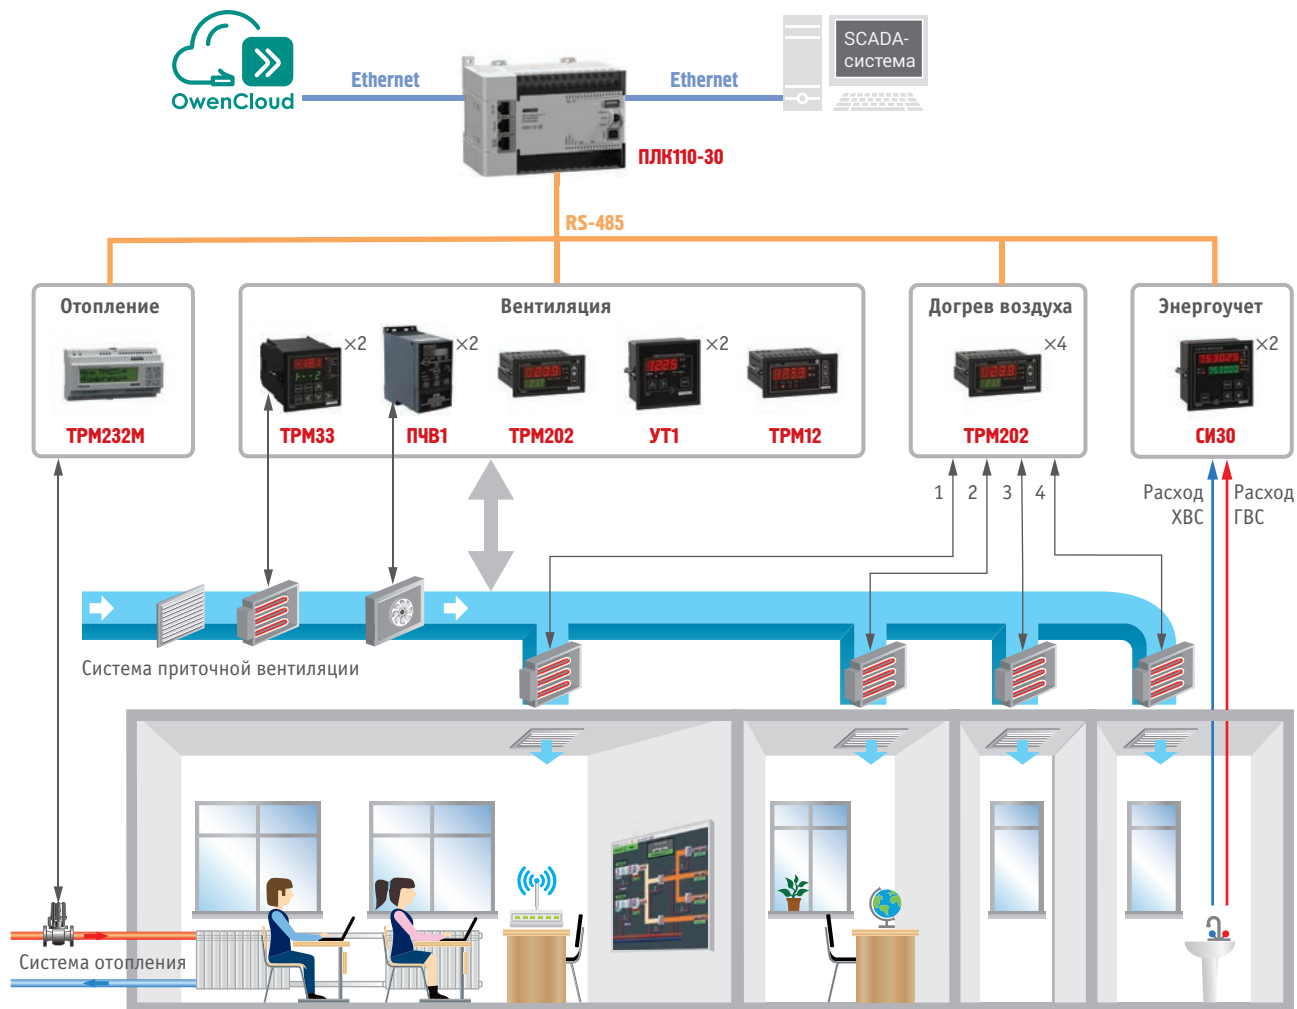 OwenCloud
Ethernet
Ethernet
SCADA-
система
ПЛК110-30
RS-485
Отопление
ТРМ232М
Вентиляция
×2
×2
×2
ТРМ33
ПЧВ1
ТРМ202
УТ1
ТРМ12
Догрев воздуха
×4
ТРМ202
Энергоучет
×2
СИ30
1
2
3
4
Расход
ХВС
Расход
ГВС
Система приточной вентиляции
Система отопления